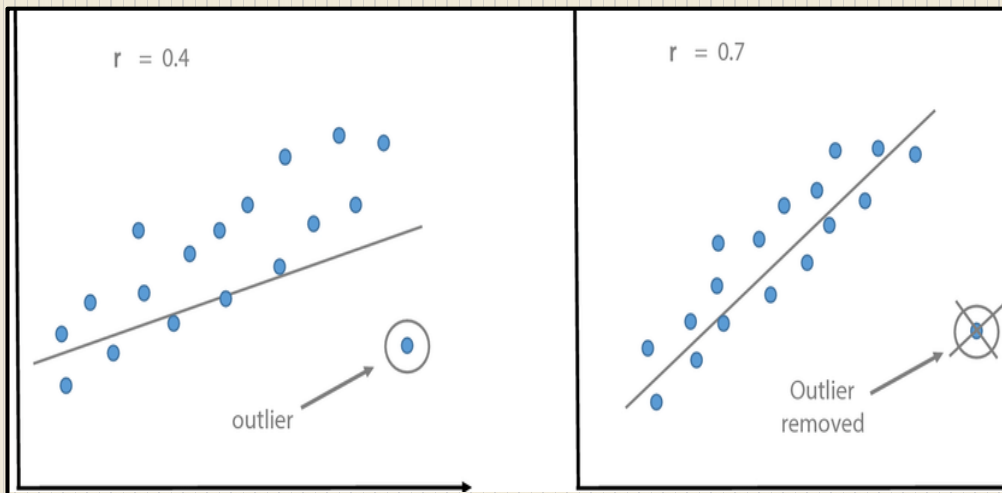 r = 0.4
outlier
r = 0.7
Outlier
removed